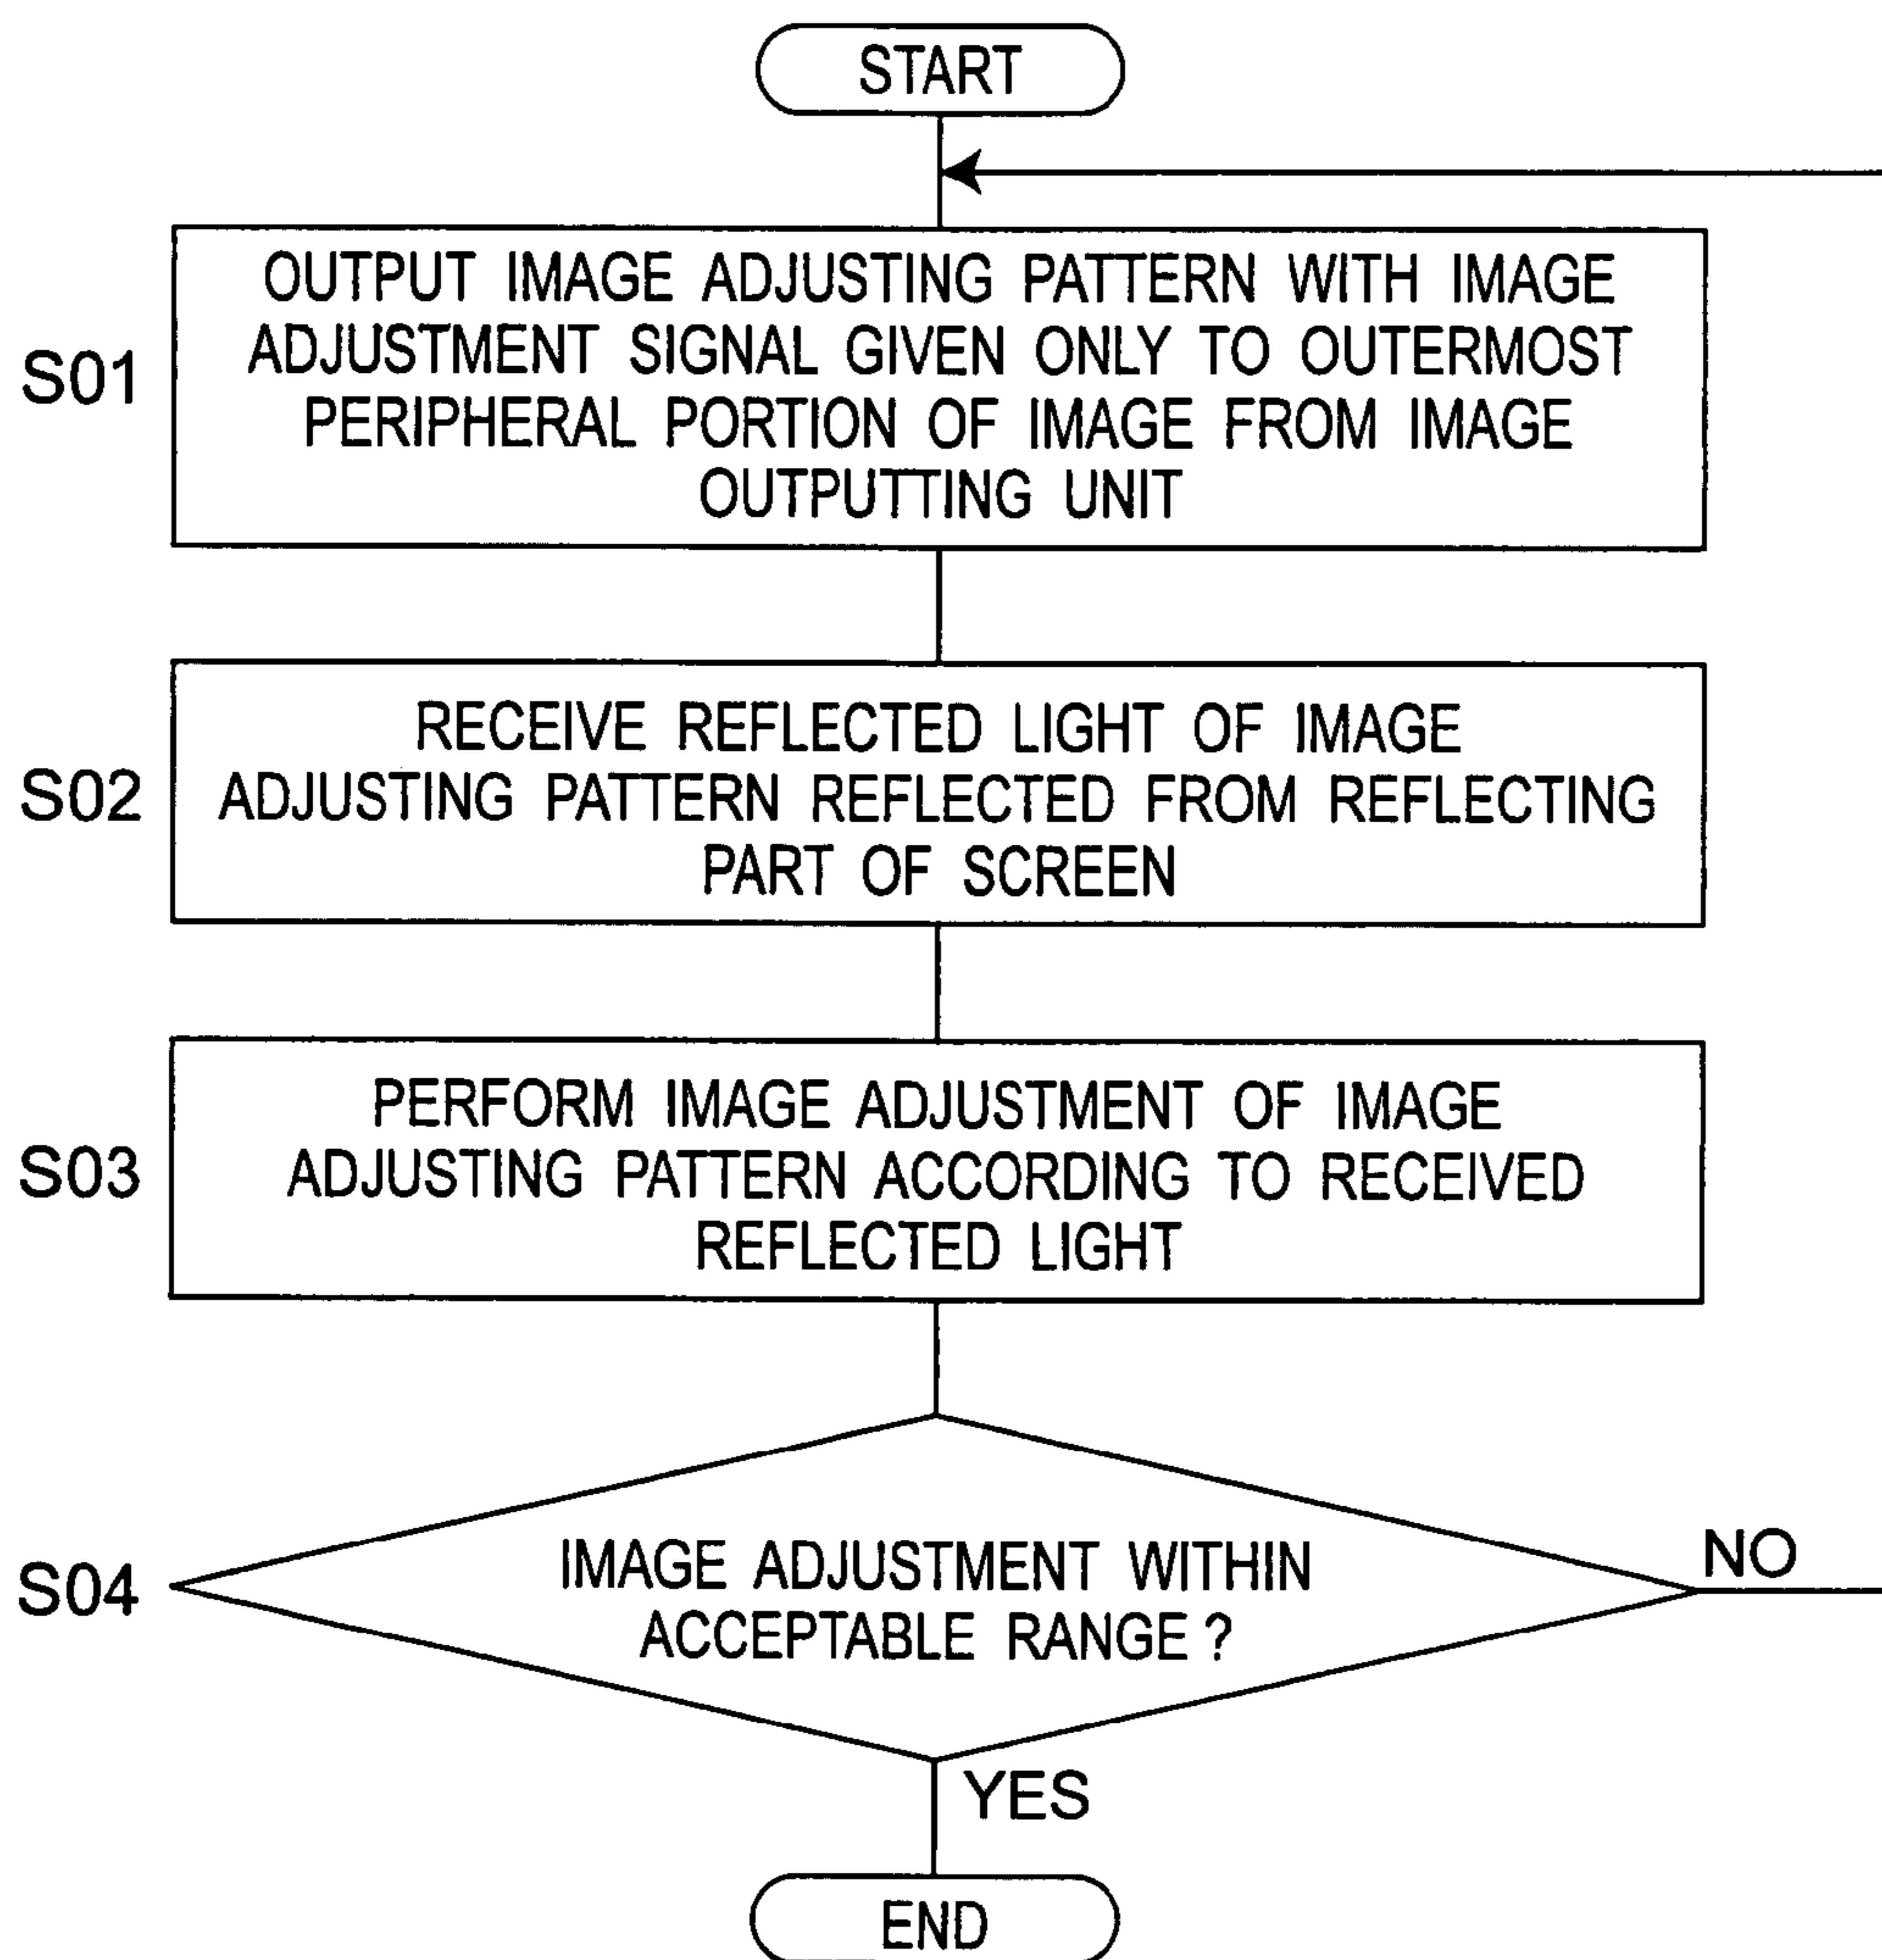 START
OUTPUT IMAGE ADJUSTING PATTERN WITH IMAGE
ADJUSTMENT SIGNAL GIVEN ONLY TO OUTERMOST
PERIPHERAL PORTION OF IMAGE FROM IMAGE
OUTPUTTING UNIT
S01
RECEIVE REFLECTED LIGHT OF IMAGE
ADJUSTING PATTERN REFLECTED FROM REFLECTING
PART OF SCREEN
S02
PERFORM IMAGE ADJUSTMENT OF IMAGE
ADJUSTING PATTERN ACCORDING TO RECEIVED
REFLECTED LIGHT
S03
IMAGE ADJUSTMENT WITHIN
ACCEPTABLE RANGE ?
S04
NO
YES
END